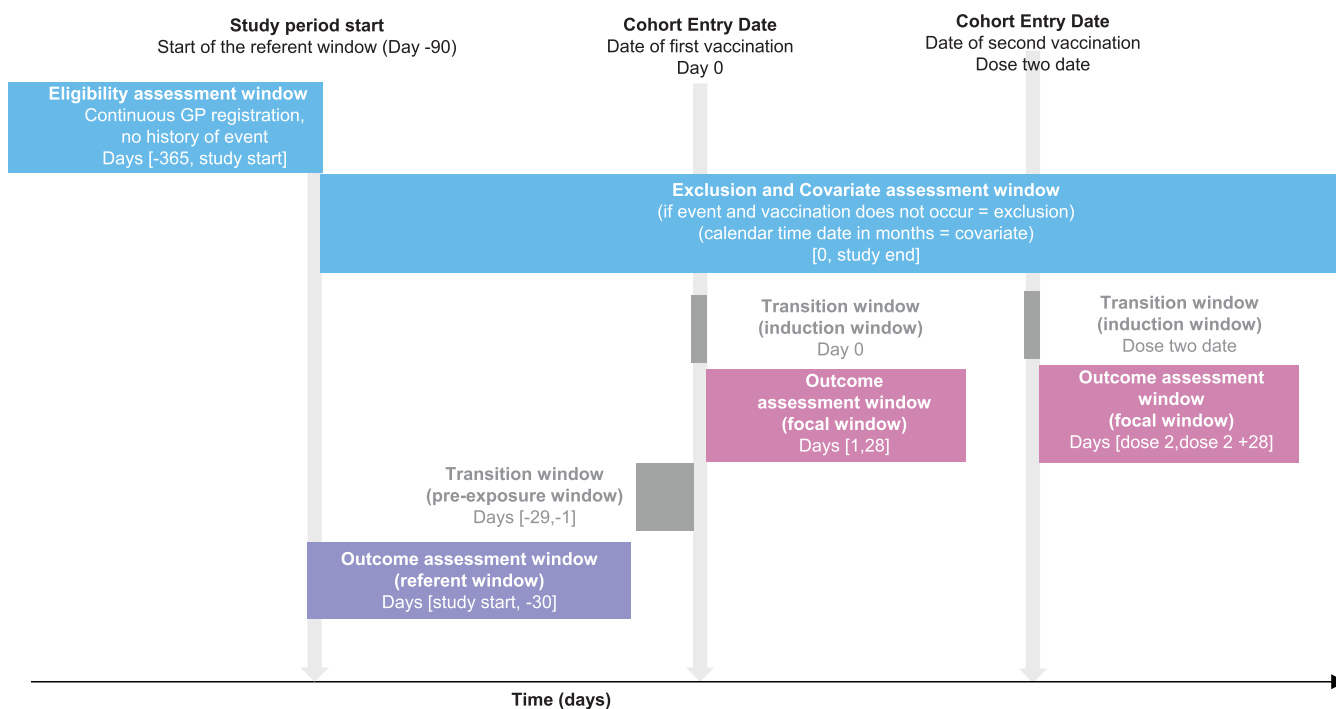 Study period start
Start of the referent window (Day -90)
Cohort Entry Date
Date of first vaccination
Day 0
Cohort Entry Date
Date of second vaccination
Dose two date
Eligibility assessment window
Continuous GP registration,
no history of event
Days [-365, study start]
Exclusion and Covariate assessment window
(if event and vaccination does not occur = exclusion)
(calendar time date in months = covariate)
[0, study end]
Transition window
(induction window)
Day 0
Transition window
(induction window)
Dose two date
Outcome
assessment window
(focal window)
Days [1,28]
Outcome assessment
window
(focal window)
Days [dose 2,dose 2 +28]
Transition window
(pre-exposure window)
Days [-29,-1]
Outcome assessment window
(referent window)
Days [study start, -30]
Time (days)